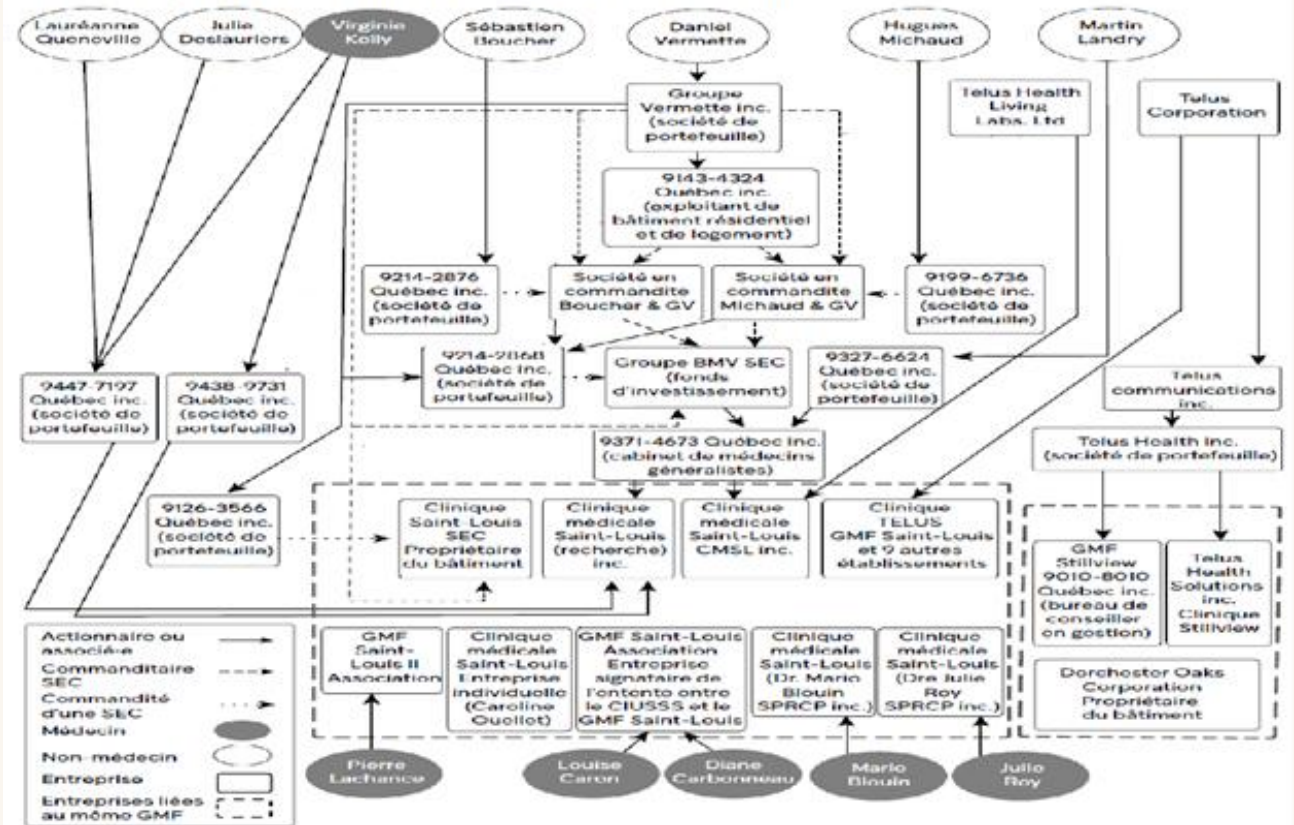 Lauréanne
Queneville
Julie
Deslauriers
Virginie
Kelly
Sébastien
Boucher
Daniel
Vermette
Hugues
Michaud
Martin
Landry
Groupe
Vermette inc.
(société de
portefeuille)
Telus Health
Living
Labs. Ltd
Telus
Corporation
9143-4324
Québec inc.
(exploitant de
bâtiment résidentiel
et de logement)
9214-2876
Québec inc.
(société de
portefeuille)
Société en
commandite
Boucher & GV
Société en
commandite
Michaud & GV
9199-6736
Québec inc.
(société de
portefeuille)
9214-2868
Québec inc.
(société de
portefeuille)
Groupe BMV SEC
(fonds
d'investissement)
9327-6624
Québec inc.
(société de
portefeuille)
9447-7197
Québec inc.
(société de
portefeuille)
9438-9731
Québec inc.
(société de
portefeuille)
Telus
communications
inc.
9371-4673 Québec inc.
(cabinet de médecins
généralistes)
Telus Health Inc.
(société de portefeuille)
9126-3566
Québec inc.
(société de
portefeuille)
Clinique
Saint-Louis
SEC
Propriétaire
du bâtiment
Clinique
médicale
Saint-Louis
(recherche)
inc.
Clinique
médicale
Saint-Louis
CMSL inc.
Clinique
TELUS
GMF Saint-Louis
et 9 autres
établissements
GMF
Stillview
9010-8010
Québec inc.
(bureau de
conseiller
en gestion)
Telus
Health
Solutions
inc.
Clinique
Stillview
GMF
Saint-
Louis II
Association
Clinique
médicale
Saint-Louis
Entreprise
individuelle
(Caroline
Ouellet)
GMF Saint-Louis
Association
Entreprise
signataire de
l'entente entre
le CIUSSS et le
GMF Saint-Louis
Clinique
médicale
Saint-Louis
(Dr. Mario
Blouin
SPRCP inc.)
Clinique
médicale
Saint-Louis
(Dre Julie
Roy
SPRCP inc.)
Dorchester Oaks
Corporation
Propriétaire
du bâtiment
Pierre
Lachance
Louise
Caron
Diane
Carbonneau
Mario
Blouin
Julie
Roy
Actionnaire ou
associé·e
Commanditaire
SEC
Commandité
d'une SEC
Médecin
Non-médecin
Entreprise
Entreprises liées
au même GMF